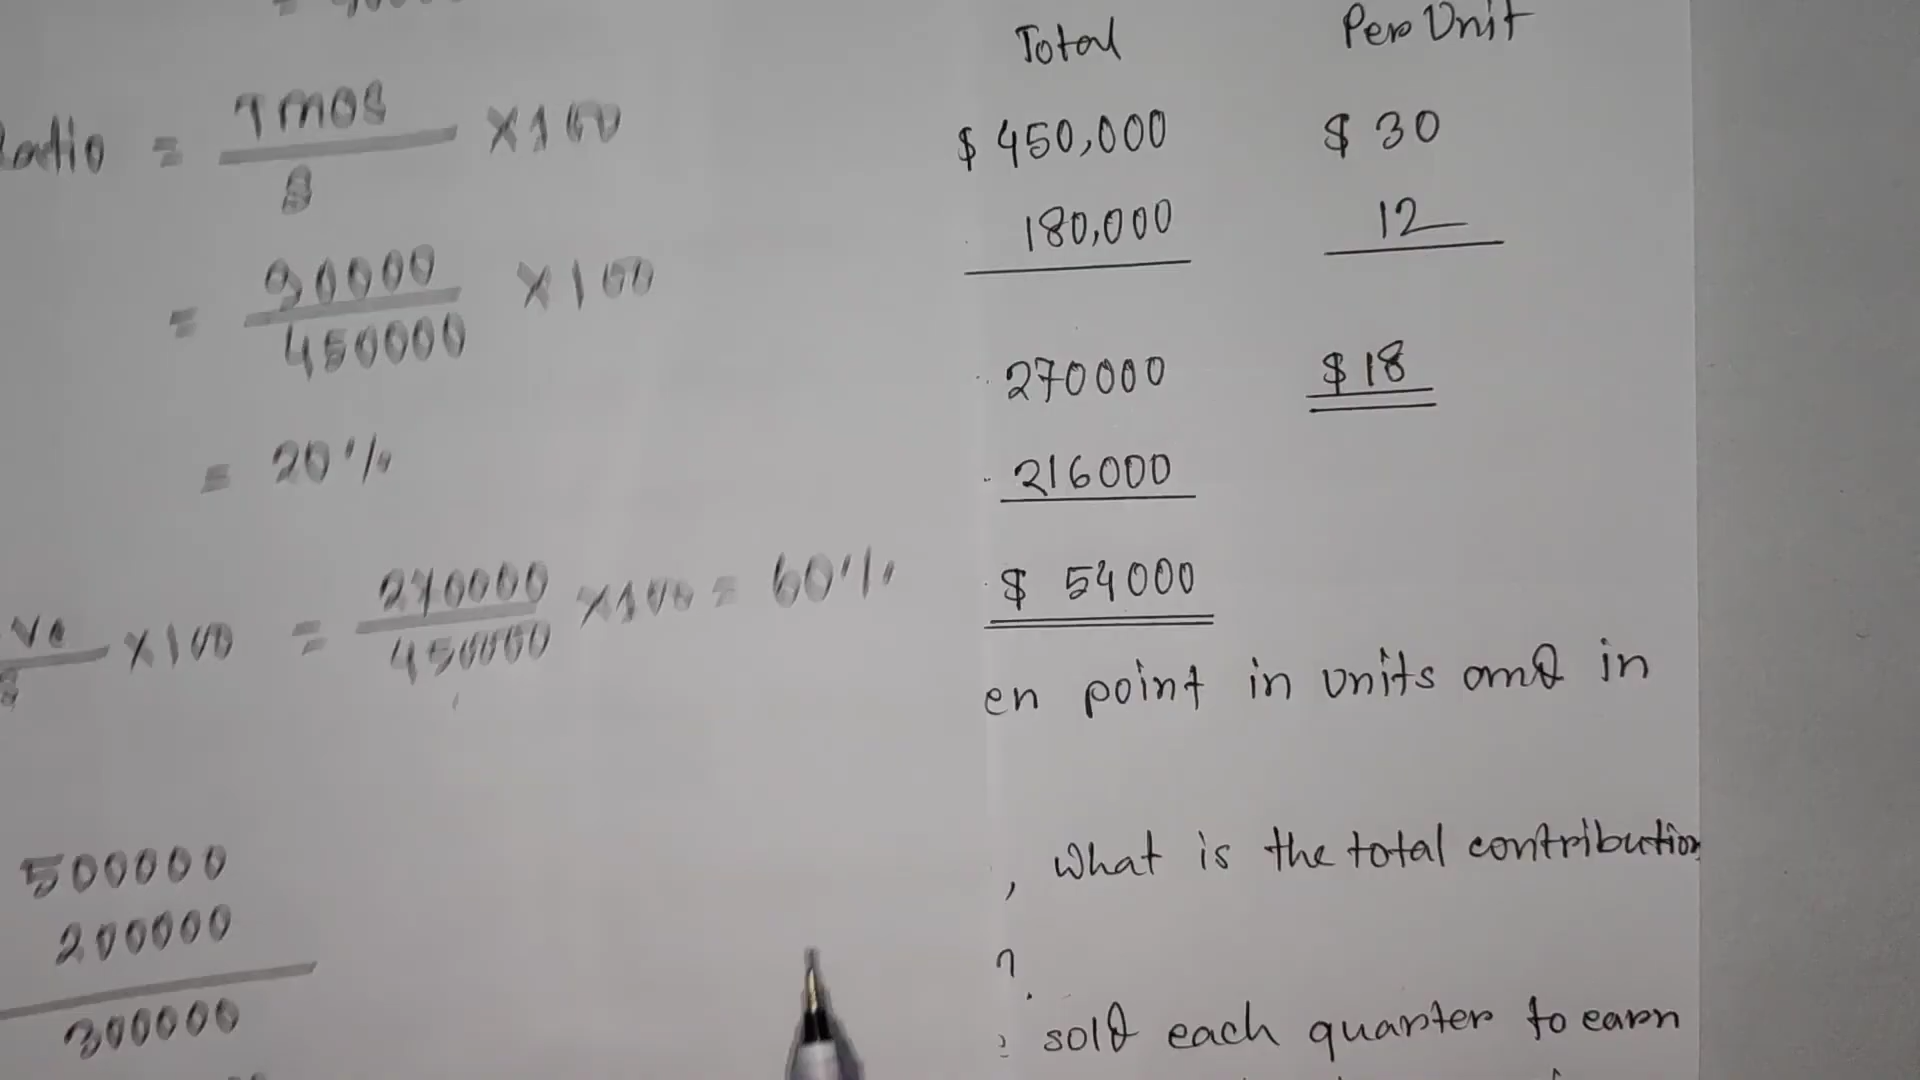 Ratio = TMOS / S ×100
= 90000 / 450000 ×100
= 20%
×100 = 270000 / 450000 ×100 = 60%
500000
200000
300000
Total Per Unit
$ 450,000 $ 30
180,000 12
270000 $ 18
216000
$ 54000
en point in units and in
, what is the total contribution
?
sold each quarter to earn